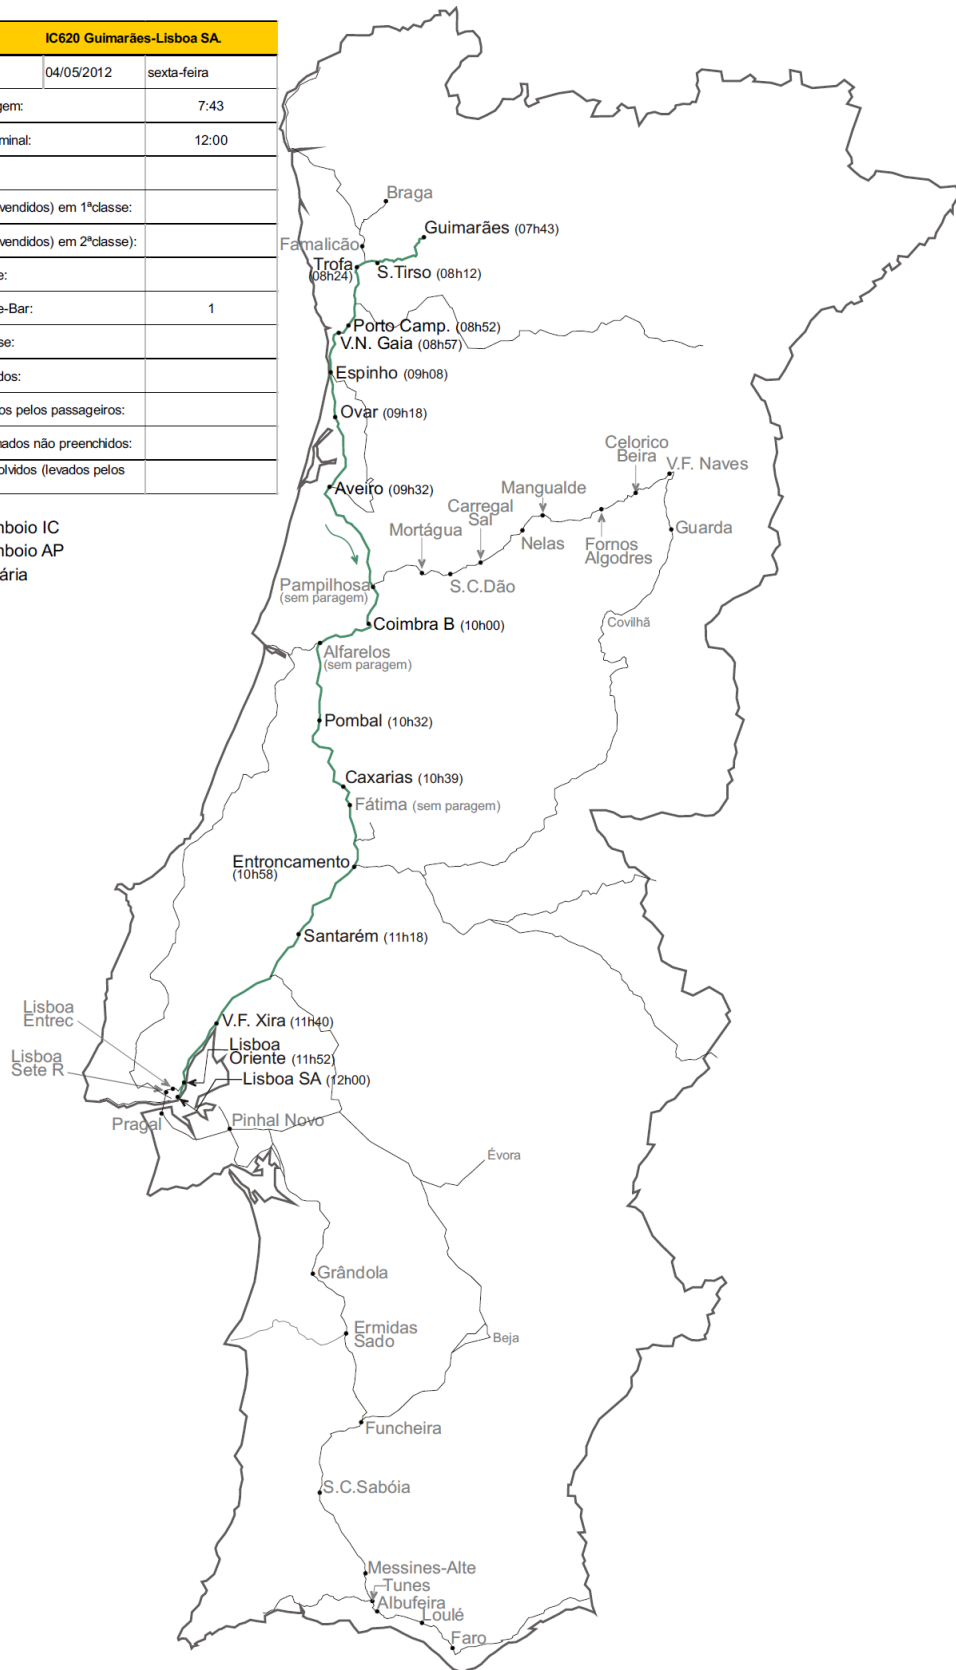 IC620 Guimarães-Lisboa SA.
04/05/2012 sexta-feira
gem: 7:43
minal: 12:00
vendidos) em 1ªclasse:
vendidos) em 2ªclasse):
e:
e-Bar: 1
se:
dos:
os pelos passageiros:
nados não preenchidos:
olvidos (levados pelos
nboio IC
nboio AP
ária
Braga
Guimarães (07h43)
Famalicão
Trofa
(08h24)
S.Tirso (08h12)
Porto Camp. (08h52)
V.N. Gaia (08h57)
Espinho (09h08)
Ovar (09h18)
Celorico
Beira
V.F. Naves
Aveiro (09h32)
Mangualde
Carregal
Sal
Mortágua
Guarda
Nelas
Fornos
Algodres
Pampilhosa
(sem paragem)
S.C.Dão
Coimbra B (10h00)
Covilhã
Alfarelos
(sem paragem)
Pombal (10h32)
Caxarias (10h39)
Fátima (sem paragem)
Entroncamento
(10h58)
Santarém (11h18)
Lisboa
Entrec
V.F. Xira (11h40)
Lisboa
Oriente (11h52)
Lisboa
Sete R
Lisboa SA (12h00)
Pragal
Pinhal Novo
Évora
Grândola
Ermidas
Sado
Beja
Funcheira
S.C.Sabóia
Messines-Alte
Tunes
Albufeira
Loulé
Faro